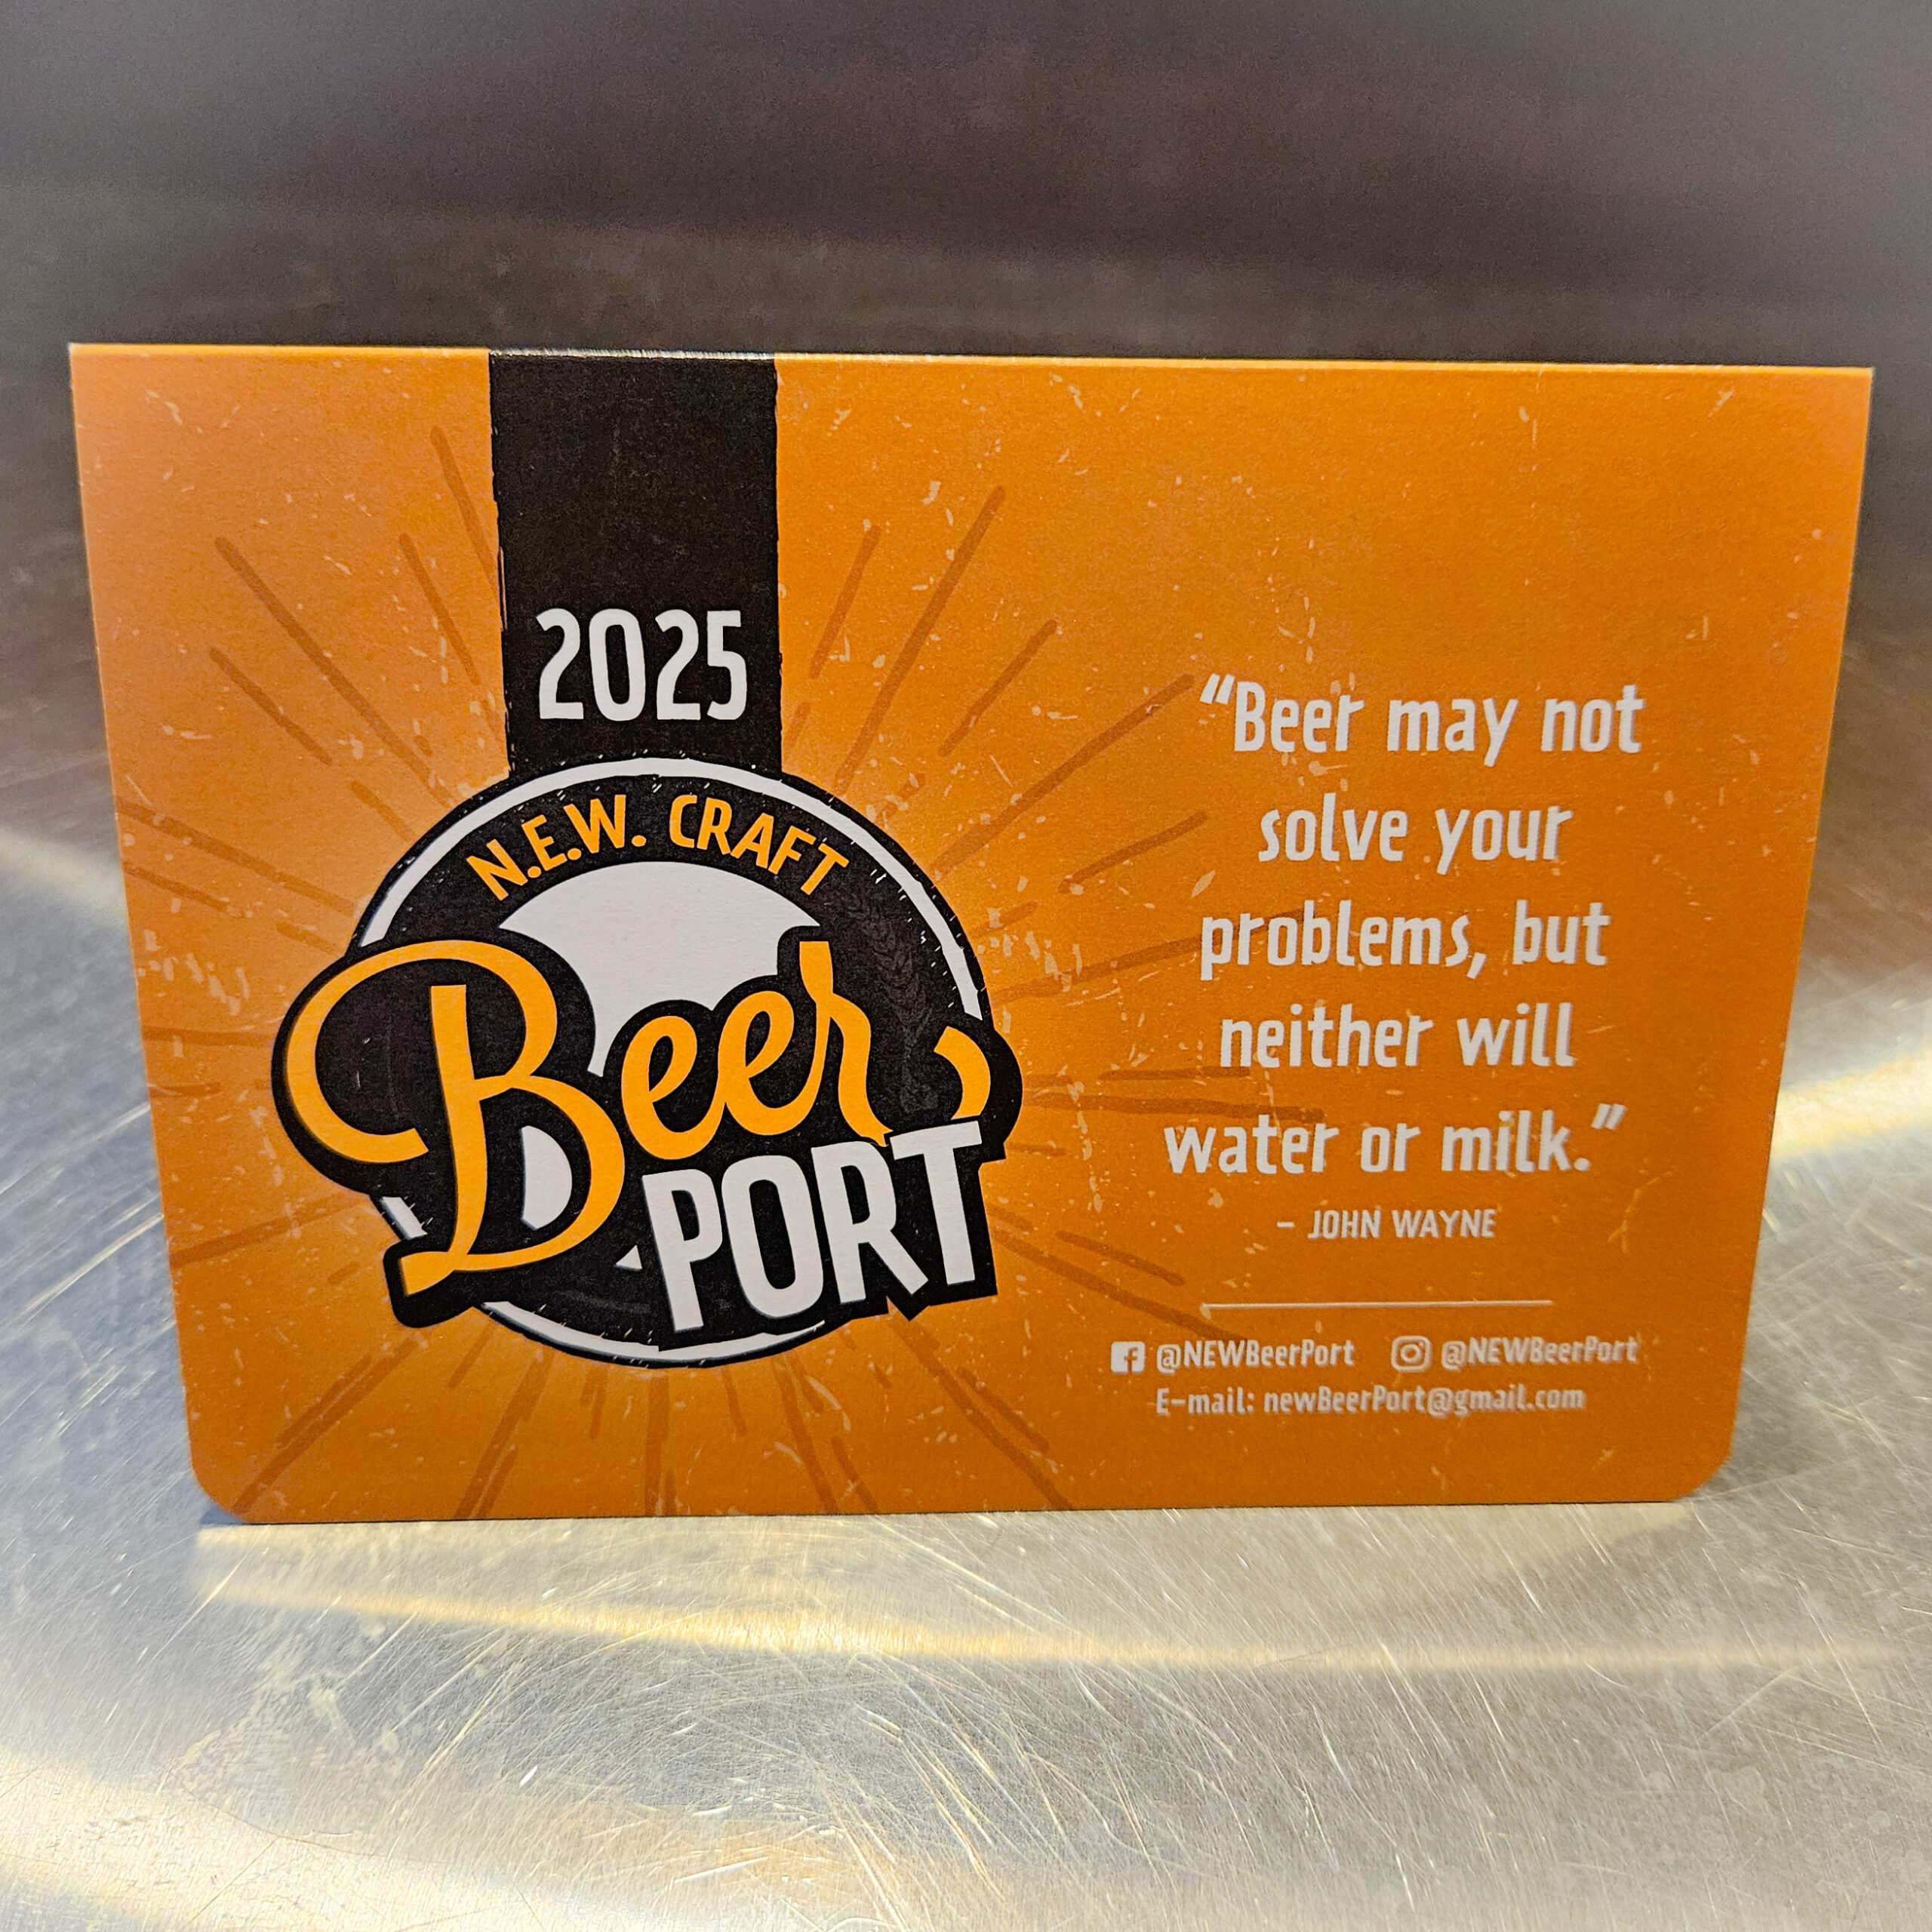 2025
N.E.W. CRAFT
Beer
PORT
“Beer may not
solve your
problems, but
neither will
water or milk.”
– JOHN WAYNE
@NEWBeerPort @NEWBeerPort
E-mail: newBeerPort@gmail.com